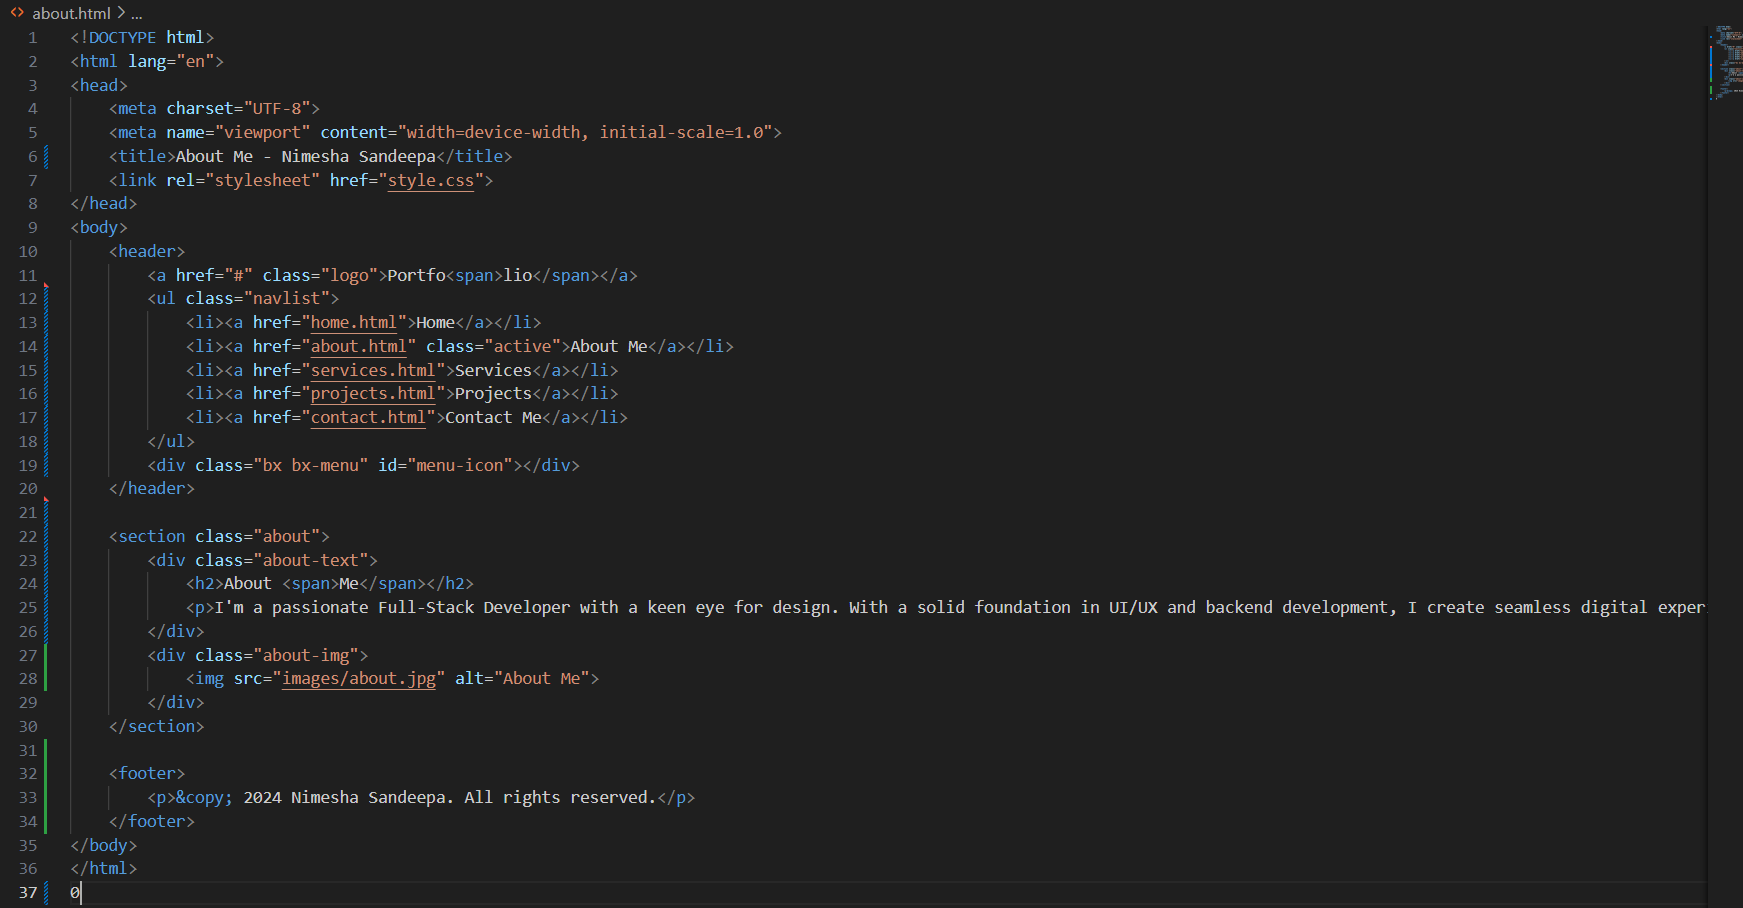 about.html > ...
1 <!DOCTYPE html>
2 <html lang="en">
3 <head>
4     <meta charset="UTF-8">
5     <meta name="viewport" content="width=device-width, initial-scale=1.0">
6     <title>About Me - Nimesha Sandeepa</title>
7     <link rel="stylesheet" href="style.css">
8 </head>
9 <body>
10     <header>
11         <a href="#" class="logo">Portfo<span>lio</span></a>
12         <ul class="navlist">
13             <li><a href="home.html">Home</a></li>
14             <li><a href="about.html" class="active">About Me</a></li>
15             <li><a href="services.html">Services</a></li>
16             <li><a href="projects.html">Projects</a></li>
17             <li><a href="contact.html">Contact Me</a></li>
18         </ul>
19         <div class="bx bx-menu" id="menu-icon"></div>
20     </header>
21
22     <section class="about">
23         <div class="about-text">
24             <h2>About <span>Me</span></h2>
25             <p>I'm a passionate Full-Stack Developer with a keen eye for design. With a solid foundation in UI/UX and backend development, I create seamless digital exper
26         </div>
27         <div class="about-img">
28             <img src="images/about.jpg" alt="About Me">
29         </div>
30     </section>
31
32     <footer>
33         <p>&copy; 2024 Nimesha Sandeepa. All rights reserved.</p>
34     </footer>
35 </body>
36 </html>
37 0